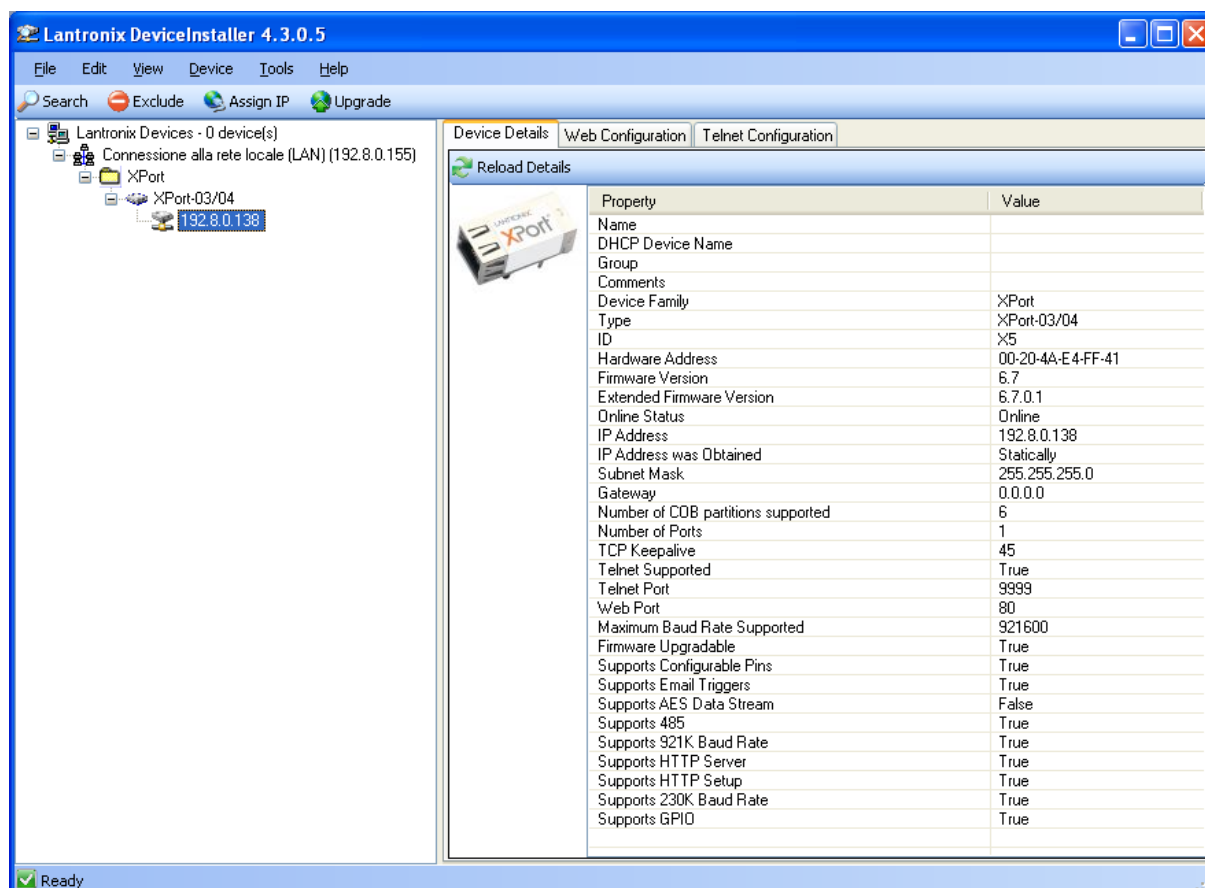 Lantronix DeviceInstaller 4.3.0.5
File Edit View Device Tools Help
Search Exclude Assign IP Upgrade
Lantronix Devices - 0 device(s)
Connessione alla rete locale (LAN) (192.8.0.155)
XPort
XPort-03/04
192.8.0.138
Device Details Web Configuration Telnet Configuration
Reload Details
LANTRONIX
XPort
Property Value
Name
DHCP Device Name
Group
Comments
Device Family XPort
Type XPort-03/04
ID X5
Hardware Address 00-20-4A-E4-FF-41
Firmware Version 6.7
Extended Firmware Version 6.7.0.1
Online Status Online
IP Address 192.8.0.138
IP Address was Obtained Statically
Subnet Mask 255.255.255.0
Gateway 0.0.0.0
Number of COB partitions supported 6
Number of Ports 1
TCP Keepalive 45
Telnet Supported True
Telnet Port 9999
Web Port 80
Maximum Baud Rate Supported 921600
Firmware Upgradable True
Supports Configurable Pins True
Supports Email Triggers True
Supports AES Data Stream False
Supports 485 True
Supports 921K Baud Rate True
Supports HTTP Server True
Supports HTTP Setup True
Supports 230K Baud Rate True
Supports GPIO True
Ready